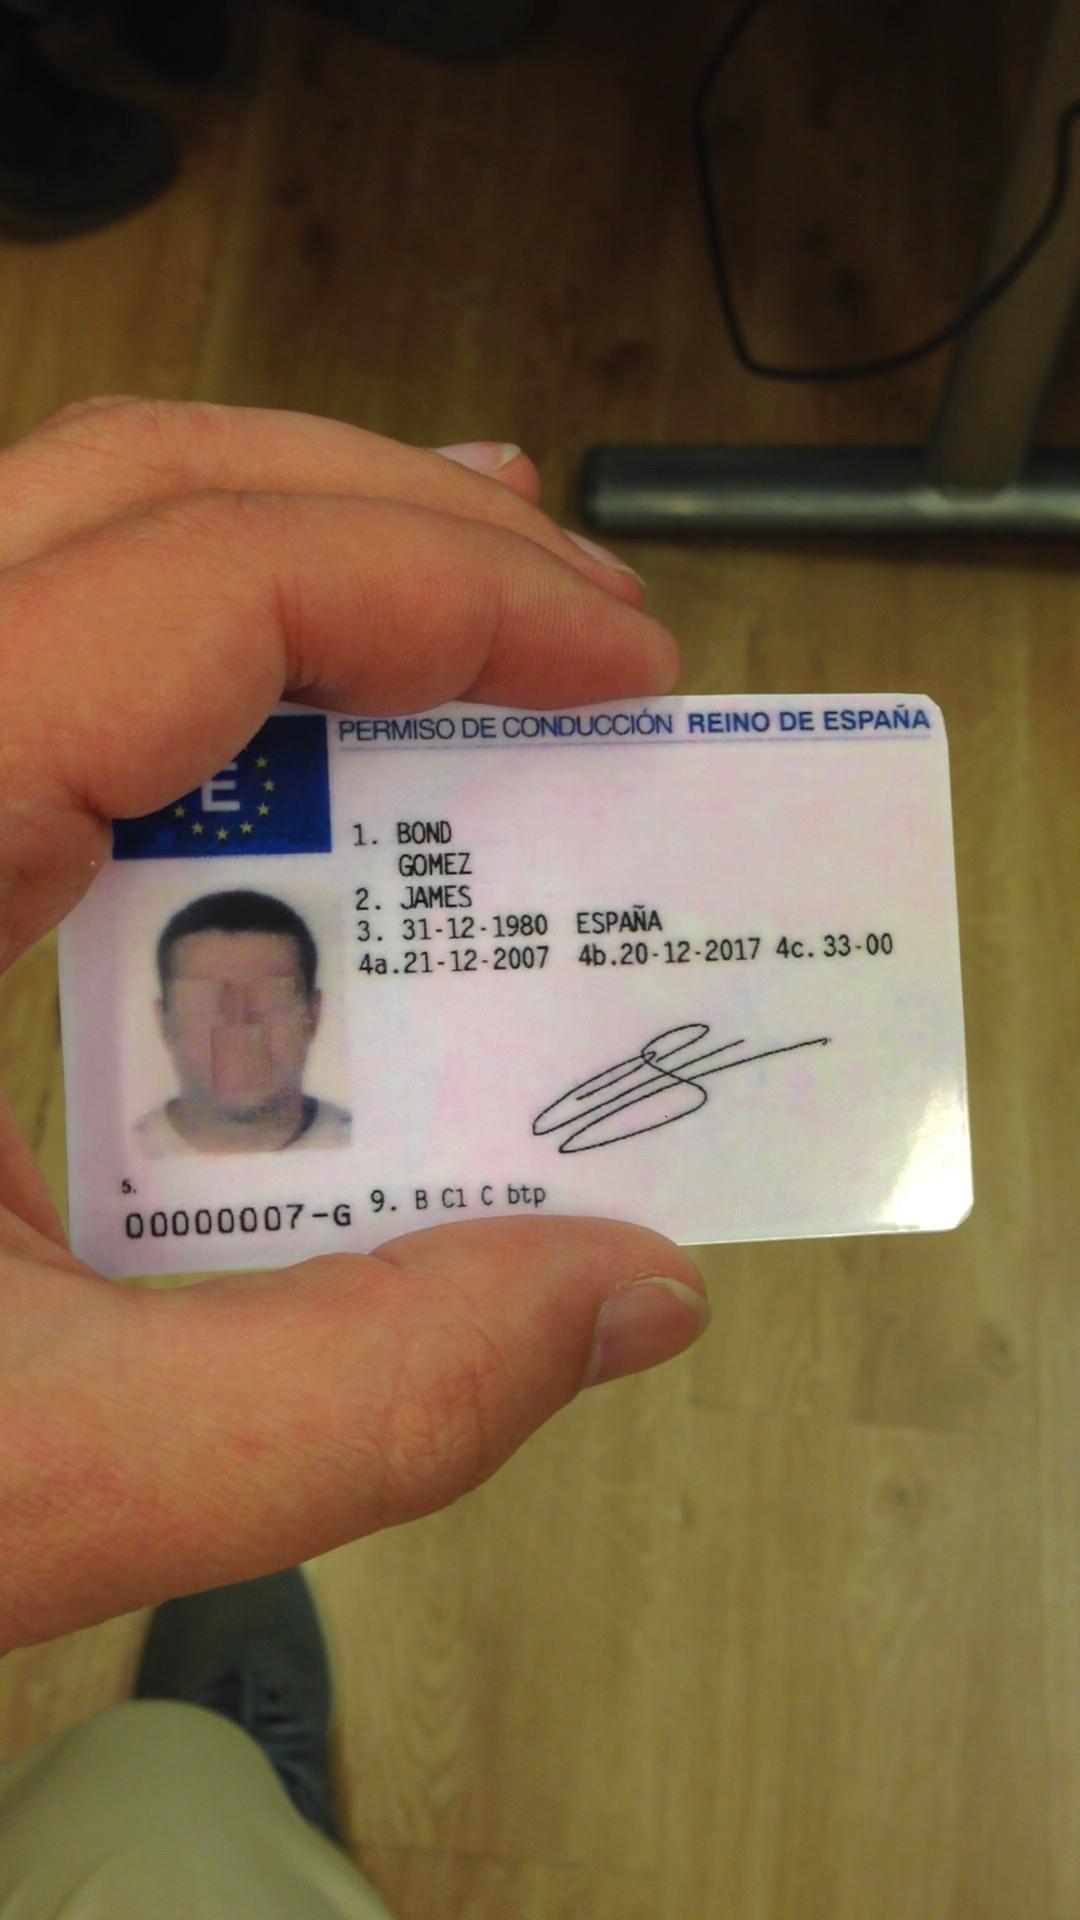 E
PERMISO DE CONDUCCIÓN REINO DE ESPAÑA
1. BOND
GOMEZ
2. JAMES
3. 31-12-1980 ESPAÑA
4a.21-12-2007 4b.20-12-2017 4c.33-00
5.
00000007-G 9. B C1 C btp